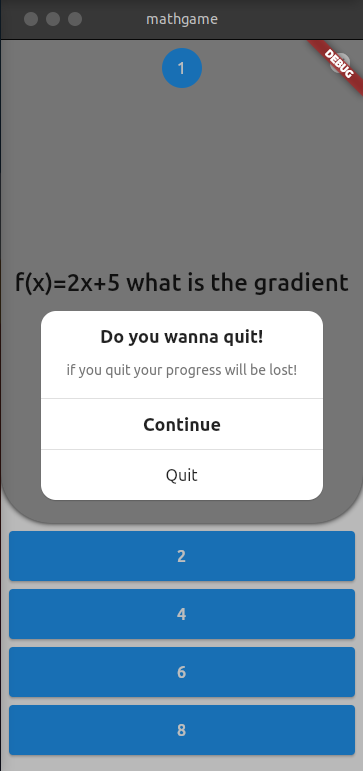 mathgame
1
DEBUG
f(x)=2x+5 what is the gradient
Do you wanna quit!
if you quit your progress will be lost!
Continue
Quit
2
4
6
8